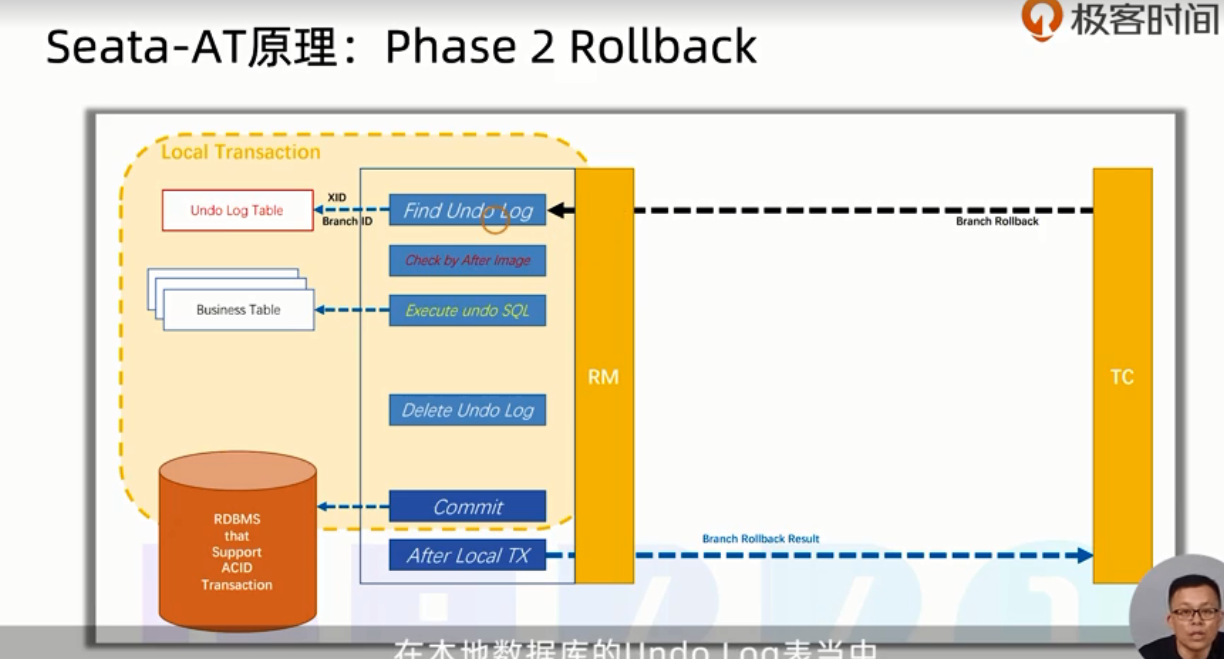 极客时间
Seata-AT原理：Phase 2 Rollback
Local Transaction
Undo Log Table
XID
Branch ID
Find Undo Log
Branch Rollback
Check by After Image
Business Table
Execute undo SQL
RM
TC
Delete Undo Log
Commit
RDBMS
that
Support
ACID
Transaction
After Local TX
Branch Rollback Result
在本地数据库的Undo Log表当中